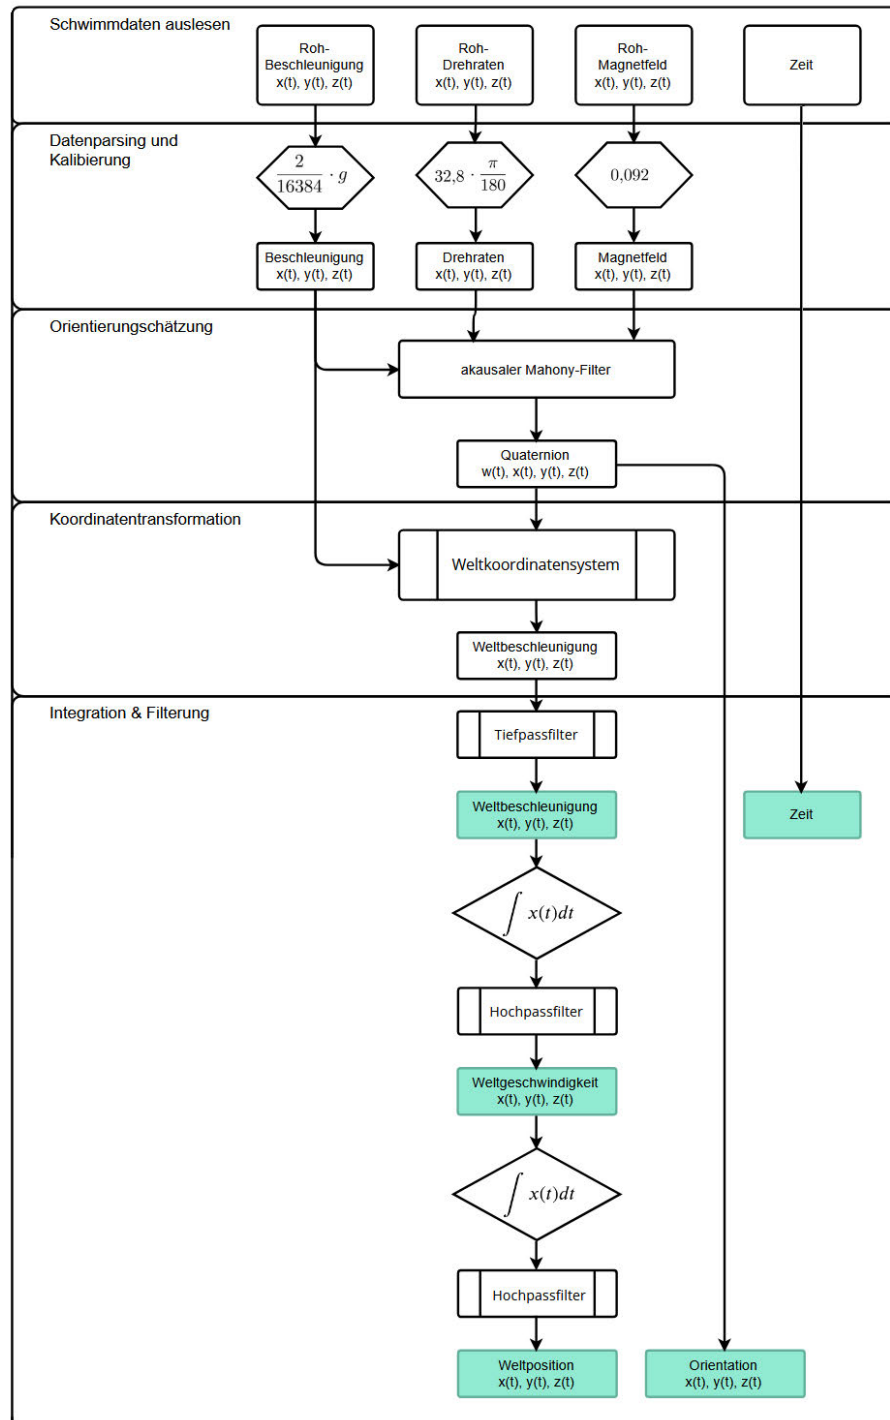 Schwimmdaten auslesen
Roh-
Beschleunigung
x(t), y(t), z(t)
Roh-
Drehraten
x(t), y(t), z(t)
Roh-
Magnetfeld
x(t), y(t), z(t)
Zeit
Datenparsing und
Kalibierung
2/16384 · g
32,8 · π/180
0,092
Beschleunigung
x(t), y(t), z(t)
Drehraten
x(t), y(t), z(t)
Magnetfeld
x(t), y(t), z(t)
Orientierungschätzung
akausaler Mahony-Filter
Quaternion
w(t), x(t), y(t), z(t)
Koordinatentransformation
Weltkoordinatensystem
Weltbeschleunigung
x(t), y(t), z(t)
Integration & Filterung
Tiefpassfilter
Weltbeschleunigung
x(t), y(t), z(t)
Zeit
∫ x(t)dt
Hochpassfilter
Weltgeschwindigkeit
x(t), y(t), z(t)
∫ x(t)dt
Hochpassfilter
Weltposition
x(t), y(t), z(t)
Orientation
x(t), y(t), z(t)